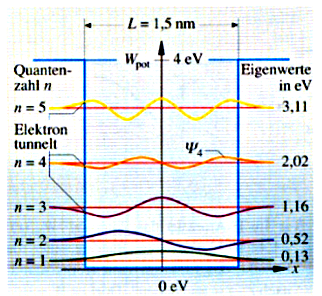 L = 1,5 nm
Quanten-
zahl n
W_pot
4 eV
Eigenwerte
in eV
n = 5
3,11
Elektron
tunnelt
Ψ_4
n = 4
2,02
n = 3
1,16
n = 2
0,52
n = 1
0,13
x
0 eV